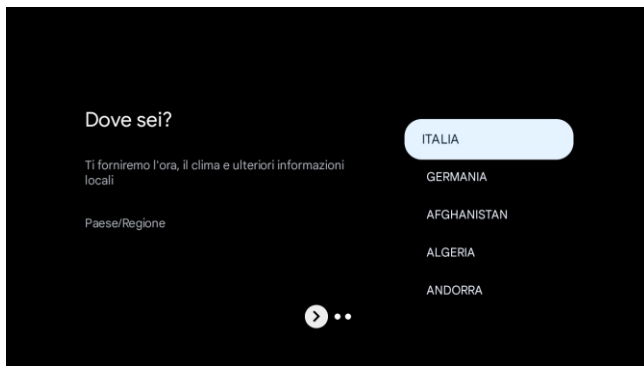 Dove sei?
Ti forniremo l'ora, il clima e ulteriori informazioni
locali
Paese/Regione
ITALIA
GERMANIA
AFGHANISTAN
ALGERIA
ANDORRA